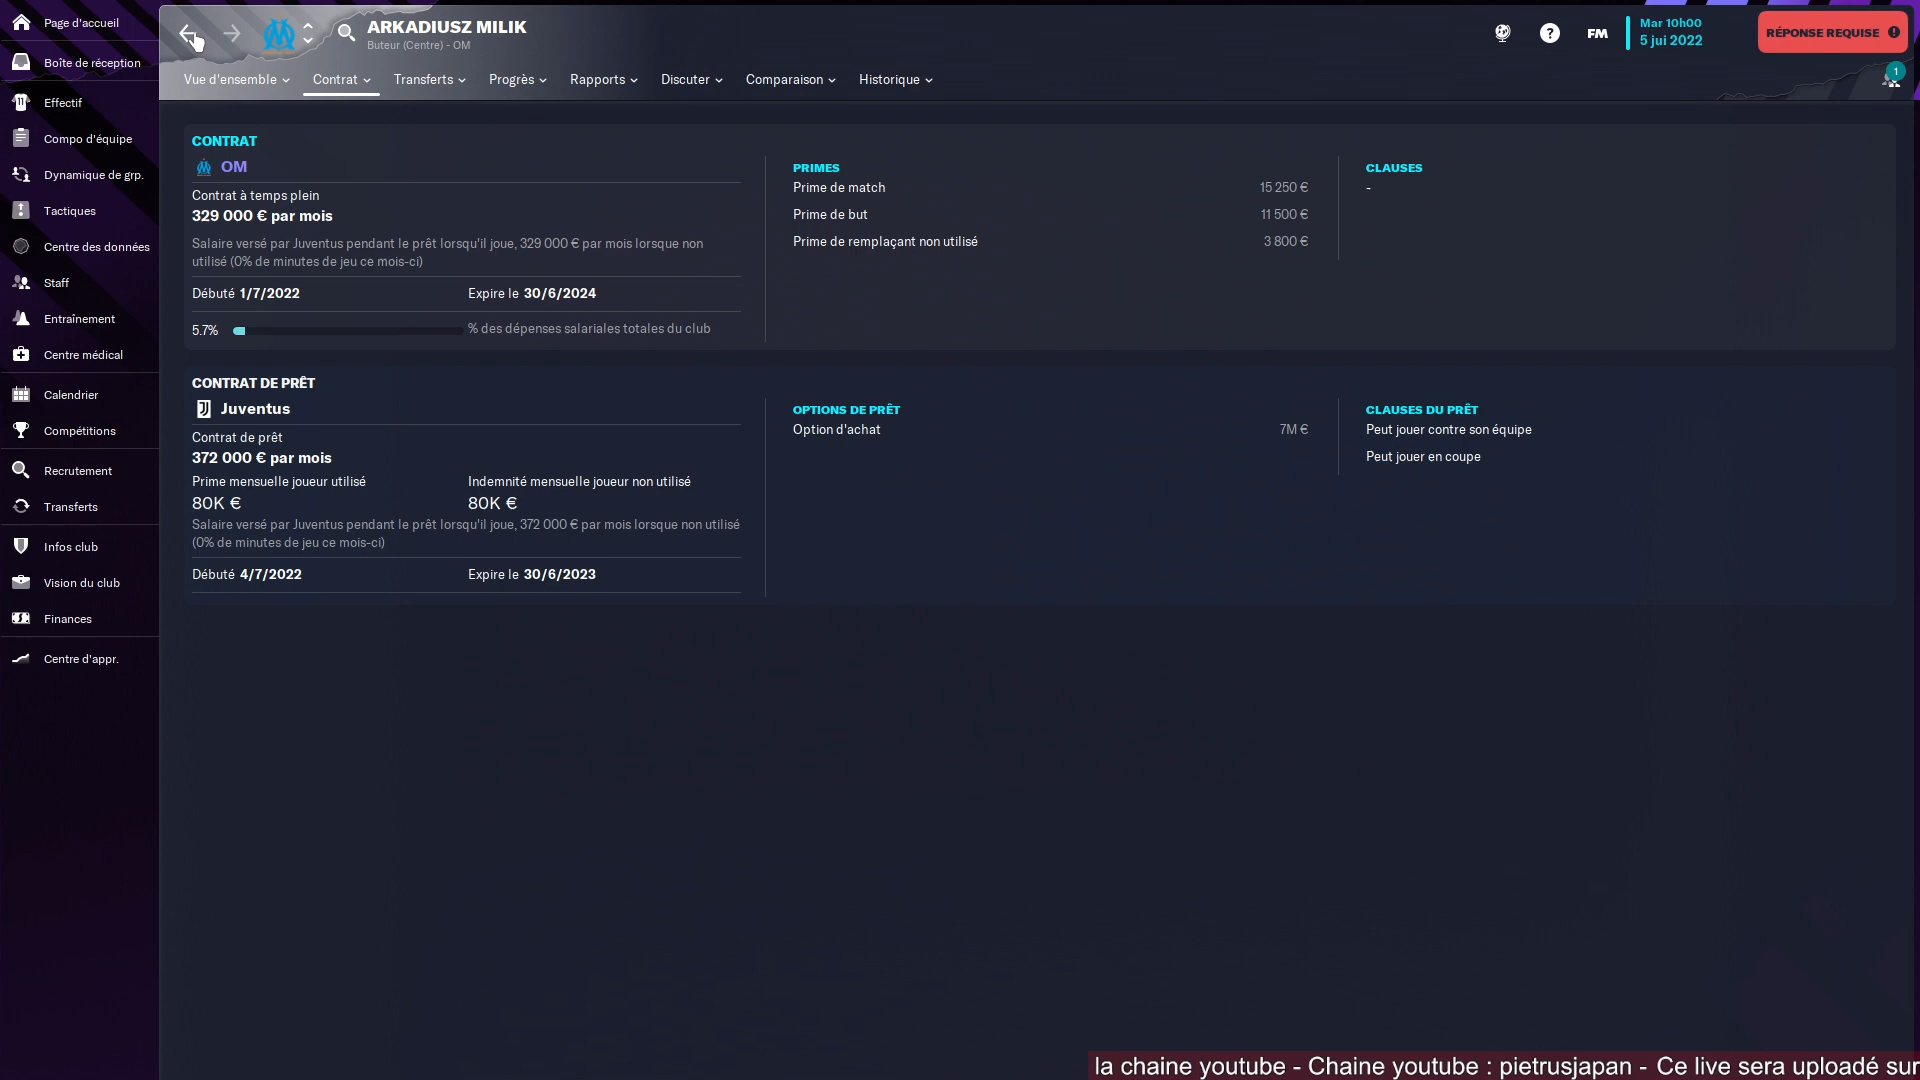 Page d'accueil
Boîte de réception
Effectif
Compo d'équipe
Dynamique de grp.
Tactiques
Centre des données
Staff
Entraînement
Centre médical
Calendrier
Compétitions
Recrutement
Transferts
Infos club
Vision du club
Finances
Centre d'appr.
ARKADIUSZ MILIK
Buteur (Centre) - OM
FM
Mar 10h00
5 jui 2022
RÉPONSE REQUISE
1
Vue d'ensemble Contrat Transferts Progrès Rapports Discuter Comparaison Historique
CONTRAT
OM
Contrat à temps plein
329 000 € par mois
Salaire versé par Juventus pendant le prêt lorsqu'il joue, 329 000 € par mois lorsque non
utilisé (0% de minutes de jeu ce mois-ci)
Débuté 1/7/2022 Expire le 30/6/2024
5.7% % des dépenses salariales totales du club
PRIMES
Prime de match 15 250 €
Prime de but 11 500 €
Prime de remplaçant non utilisé 3 800 €
CLAUSES
-
CONTRAT DE PRÊT
Juventus
Contrat de prêt
372 000 € par mois
Prime mensuelle joueur utilisé Indemnité mensuelle joueur non utilisé
80K € 80K €
Salaire versé par Juventus pendant le prêt lorsqu'il joue, 372 000 € par mois lorsque non utilisé
(0% de minutes de jeu ce mois-ci)
Débuté 4/7/2022 Expire le 30/6/2023
OPTIONS DE PRÊT
Option d'achat 7M €
CLAUSES DU PRÊT
Peut jouer contre son équipe
Peut jouer en coupe
la chaine youtube - Chaine youtube : pietrusjapan - Ce live sera uploadé sur